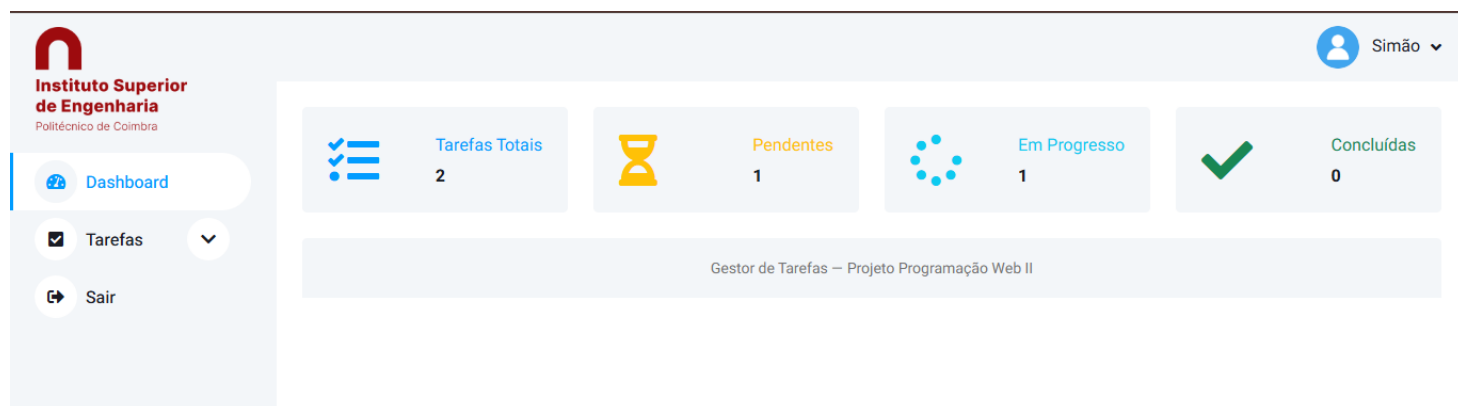 Instituto Superior
de Engenharia
Politécnico de Coimbra
Dashboard
Tarefas
Sair
Simão
Tarefas Totais
2
Pendentes
1
Em Progresso
1
Concluídas
0
Gestor de Tarefas — Projeto Programação Web II